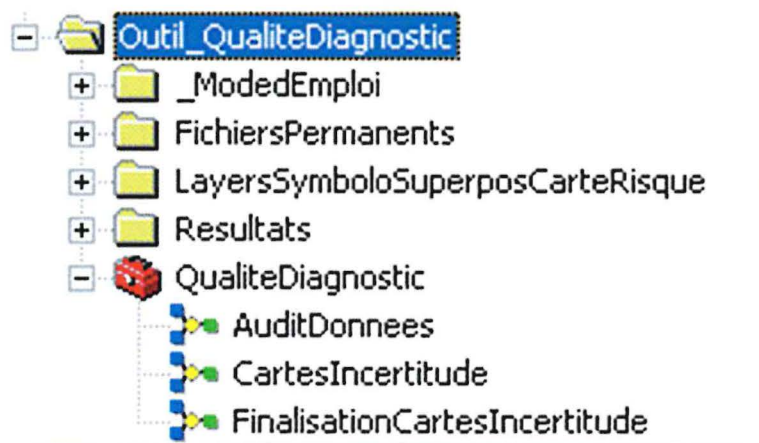 Outil_QualiteDiagnostic
_ModedEmploi
FichiersPermanents
LayersSymboloSuperposCarteRisque
Resultats
QualiteDiagnostic
AuditDonnees
CartesIncertitude
FinalisationCartesIncertitude